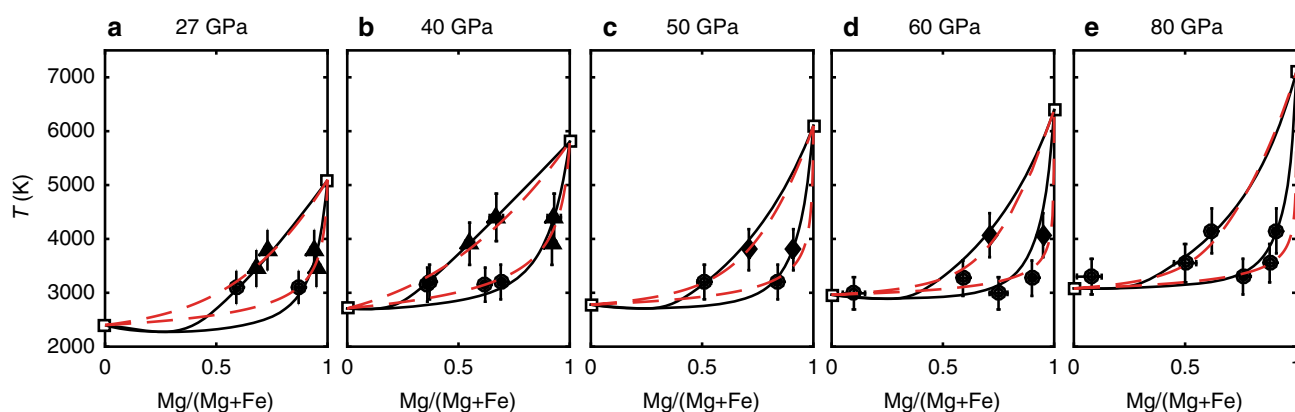 a 27 GPa b 40 GPa c 50 GPa d 60 GPa e 80 GPa
7000
6000
5000
4000
3000
2000
T (K)
0 0.5 1 0 0.5 1 0 0.5 1 0 0.5 1 0 0.5 1
Mg/(Mg+Fe) Mg/(Mg+Fe) Mg/(Mg+Fe) Mg/(Mg+Fe) Mg/(Mg+Fe)